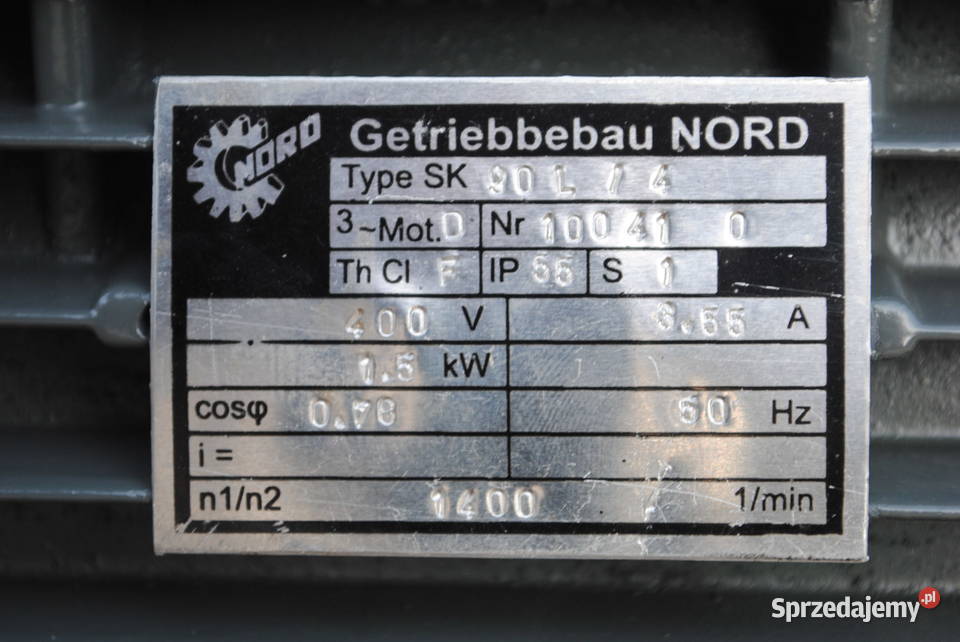 NORD
Getriebbebau NORD
Type SK 90 L / 4
3~Mot. D Nr 10041 0
Th Cl F IP 55 S 1
400 V 3.55 A
1.5 kW
cosφ 0.78 50 Hz
i =
n1/n2 1400 / 1/min
Sprzedajemy.pl